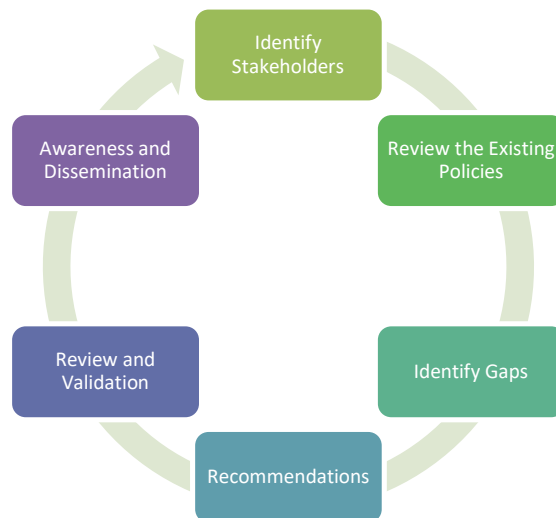 Identify
Stakeholders
Review the Existing
Policies
Identify Gaps
Recommendations
Review and
Validation
Awareness and
Dissemination